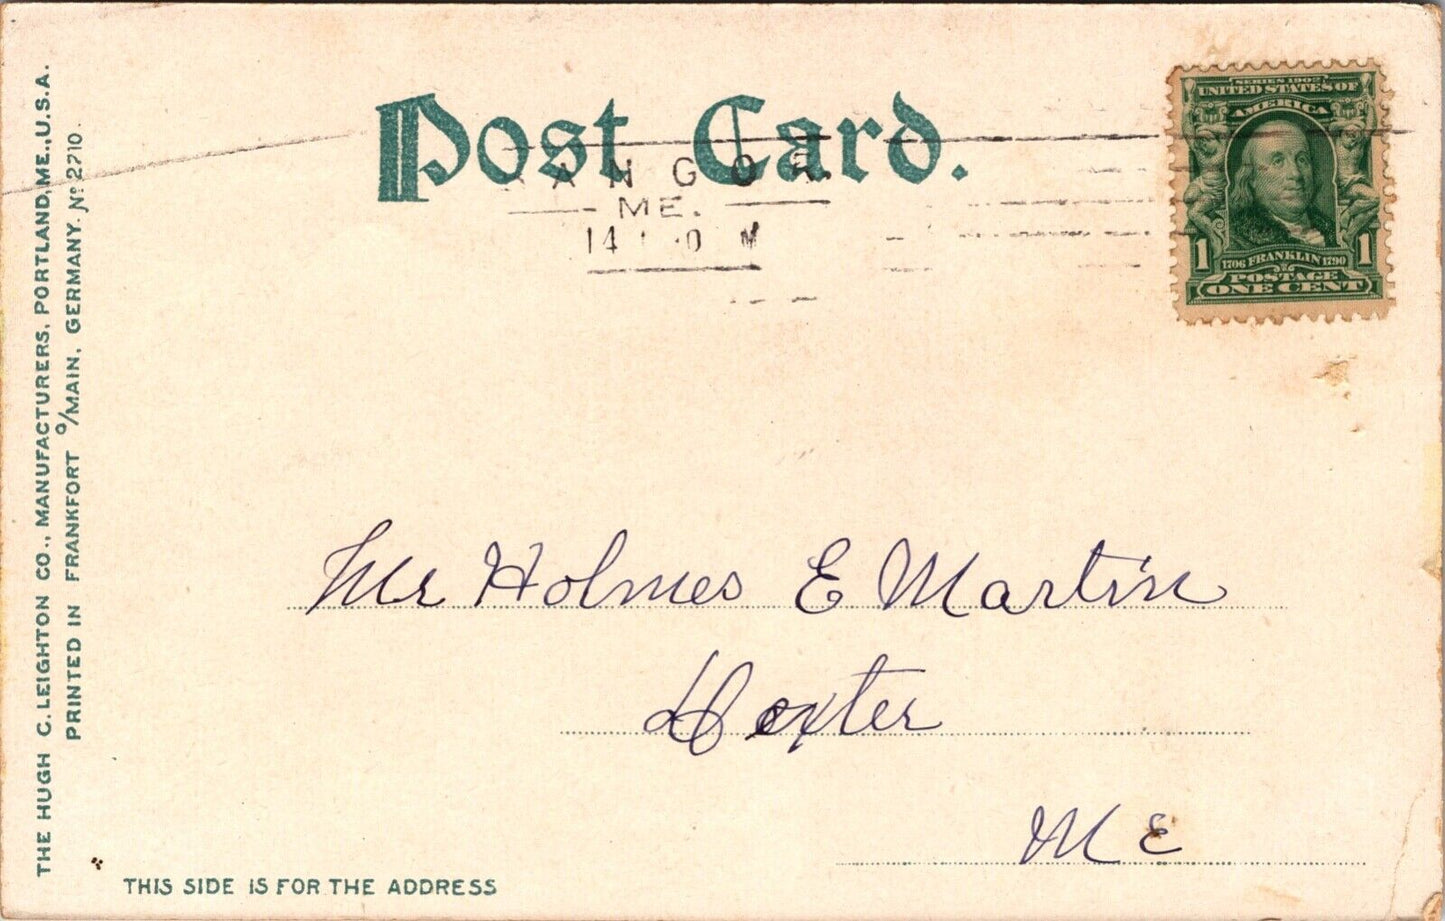 Post Card.
BANGOR.
ME.
14
SERIES 1902
UNITED STATES OF
AMERICA
1 1
1706 FRANKLIN 1790
POSTAGE
ONE CENT
Mr Holmes E Martin
Dexter
ME
THIS SIDE IS FOR THE ADDRESS
THE HUGH C. LEIGHTON CO., MANUFACTURERS, PORTLAND, ME., U.S.A.
PRINTED IN FRANKFORT O/MAIN, GERMANY. No 2710.